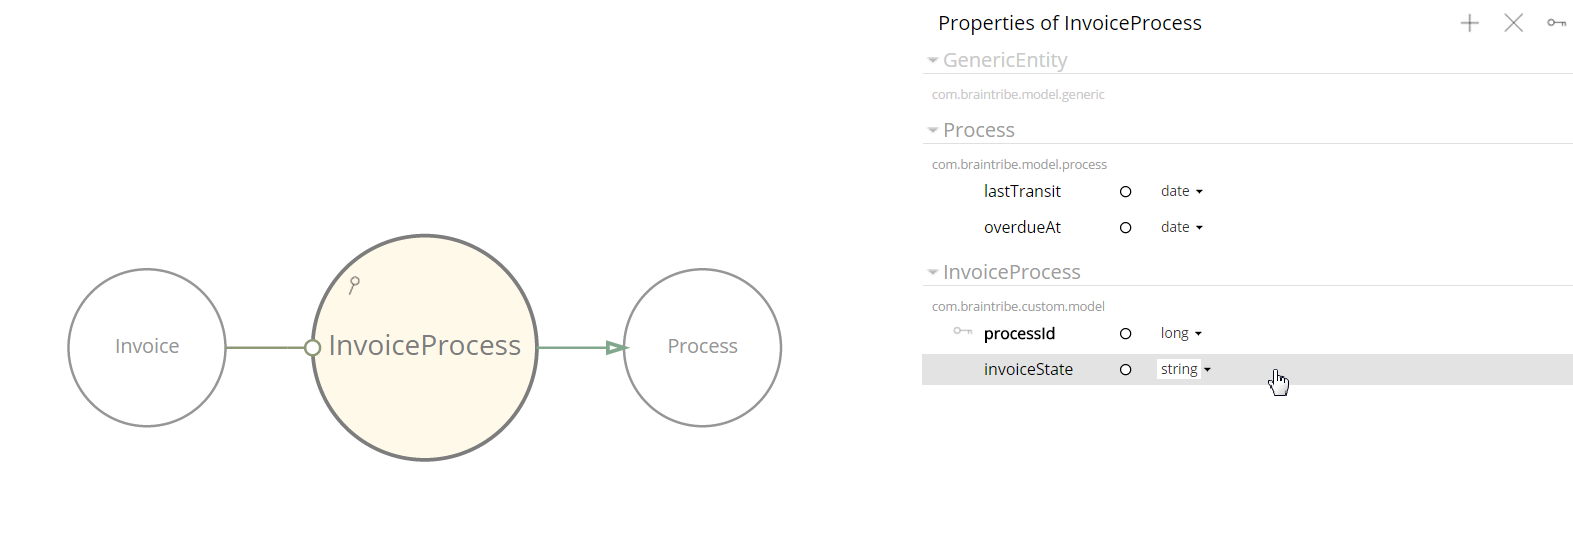 Properties of InvoiceProcess
GenericEntity
com.braintribe.model.generic
Process
com.braintribe.model.process
lastTransit date
overdueAt date
InvoiceProcess
com.braintribe.custom.model
processId long
invoiceState string
Invoice InvoiceProcess Process